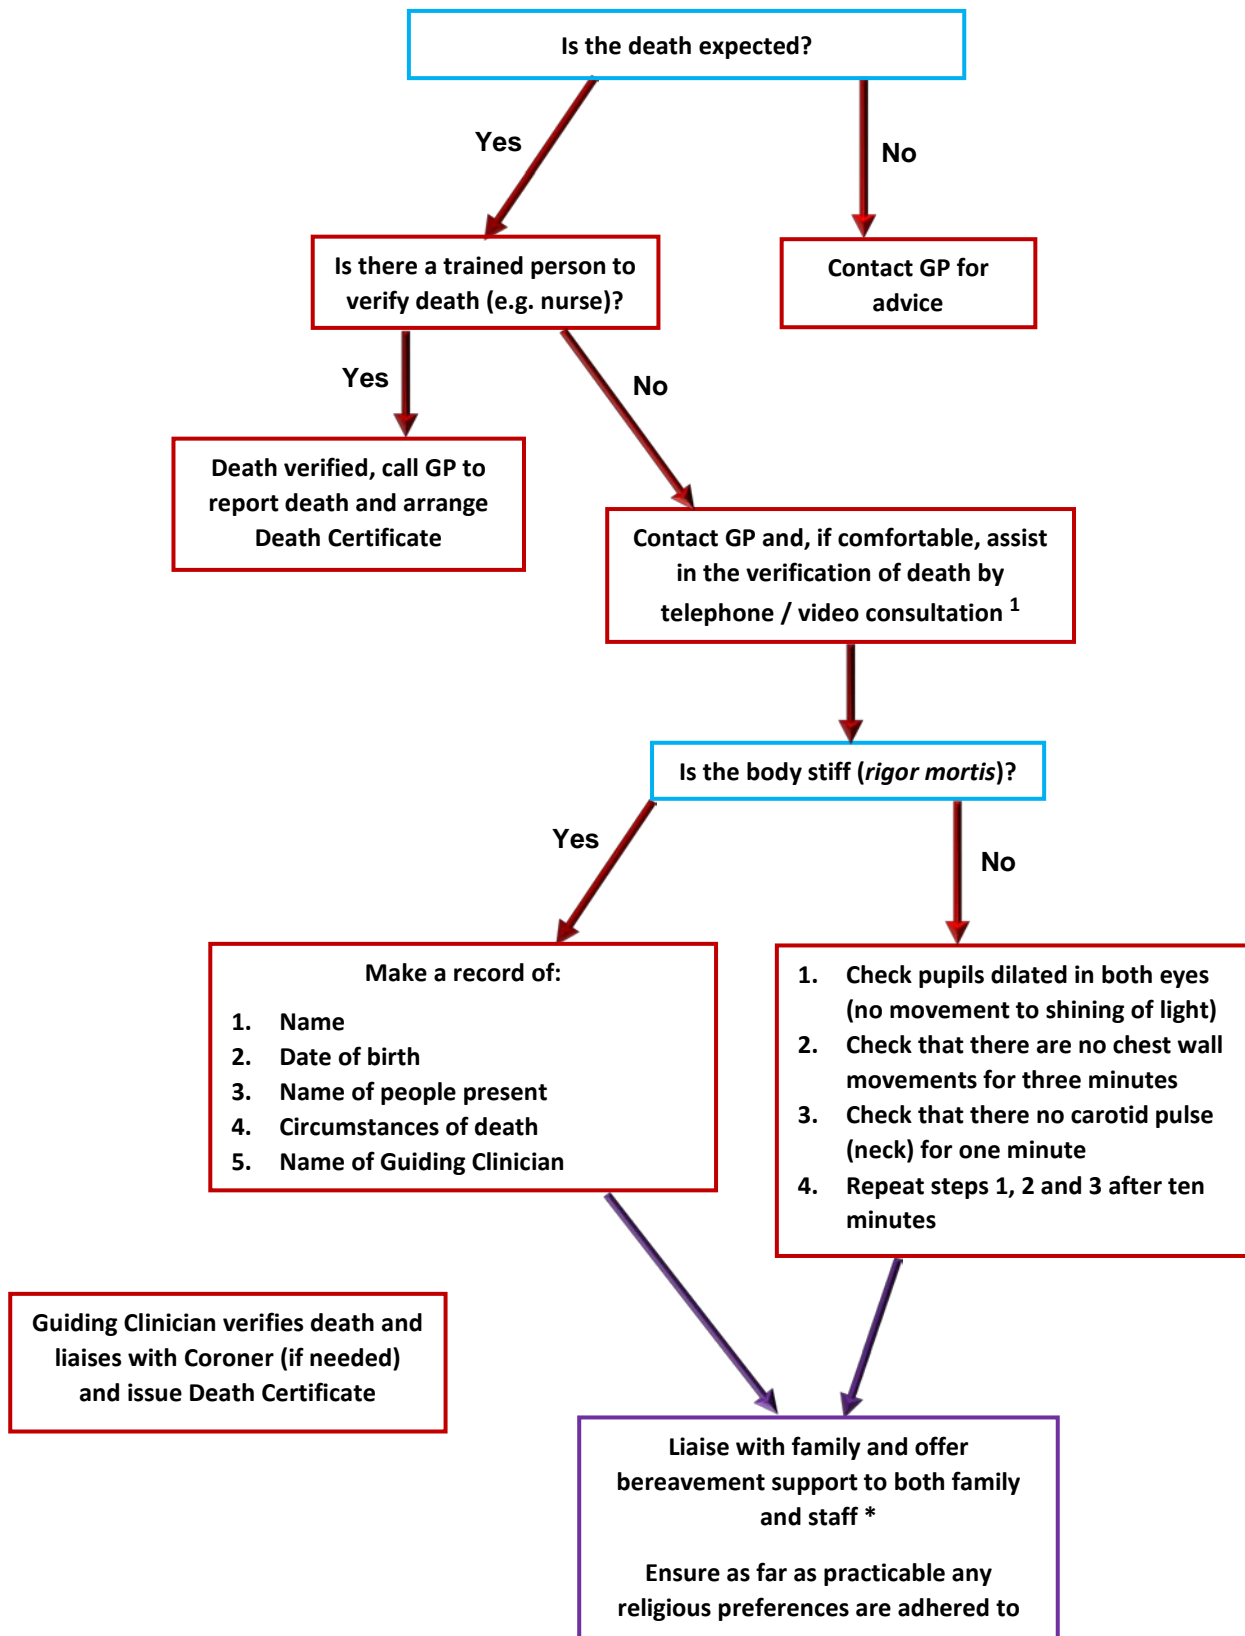 Is the death expected?
Yes
No
Is there a trained person to
verify death (e.g. nurse)?
Contact GP for
advice
Yes
No
Death verified, call GP to
report death and arrange
Death Certificate
Contact GP and, if comfortable, assist
in the verification of death by
telephone / video consultation 1
Is the body stiff (rigor mortis)?
Yes
No
Make a record of:
1. Name
2. Date of birth
3. Name of people present
4. Circumstances of death
5. Name of Guiding Clinician
1. Check pupils dilated in both eyes
(no movement to shining of light)
2. Check that there are no chest wall
movements for three minutes
3. Check that there no carotid pulse
(neck) for one minute
4. Repeat steps 1, 2 and 3 after ten
minutes
Guiding Clinician verifies death and
liaises with Coroner (if needed)
and issue Death Certificate
Liaise with family and offer
bereavement support to both family
and staff *
Ensure as far as practicable any
religious preferences are adhered to